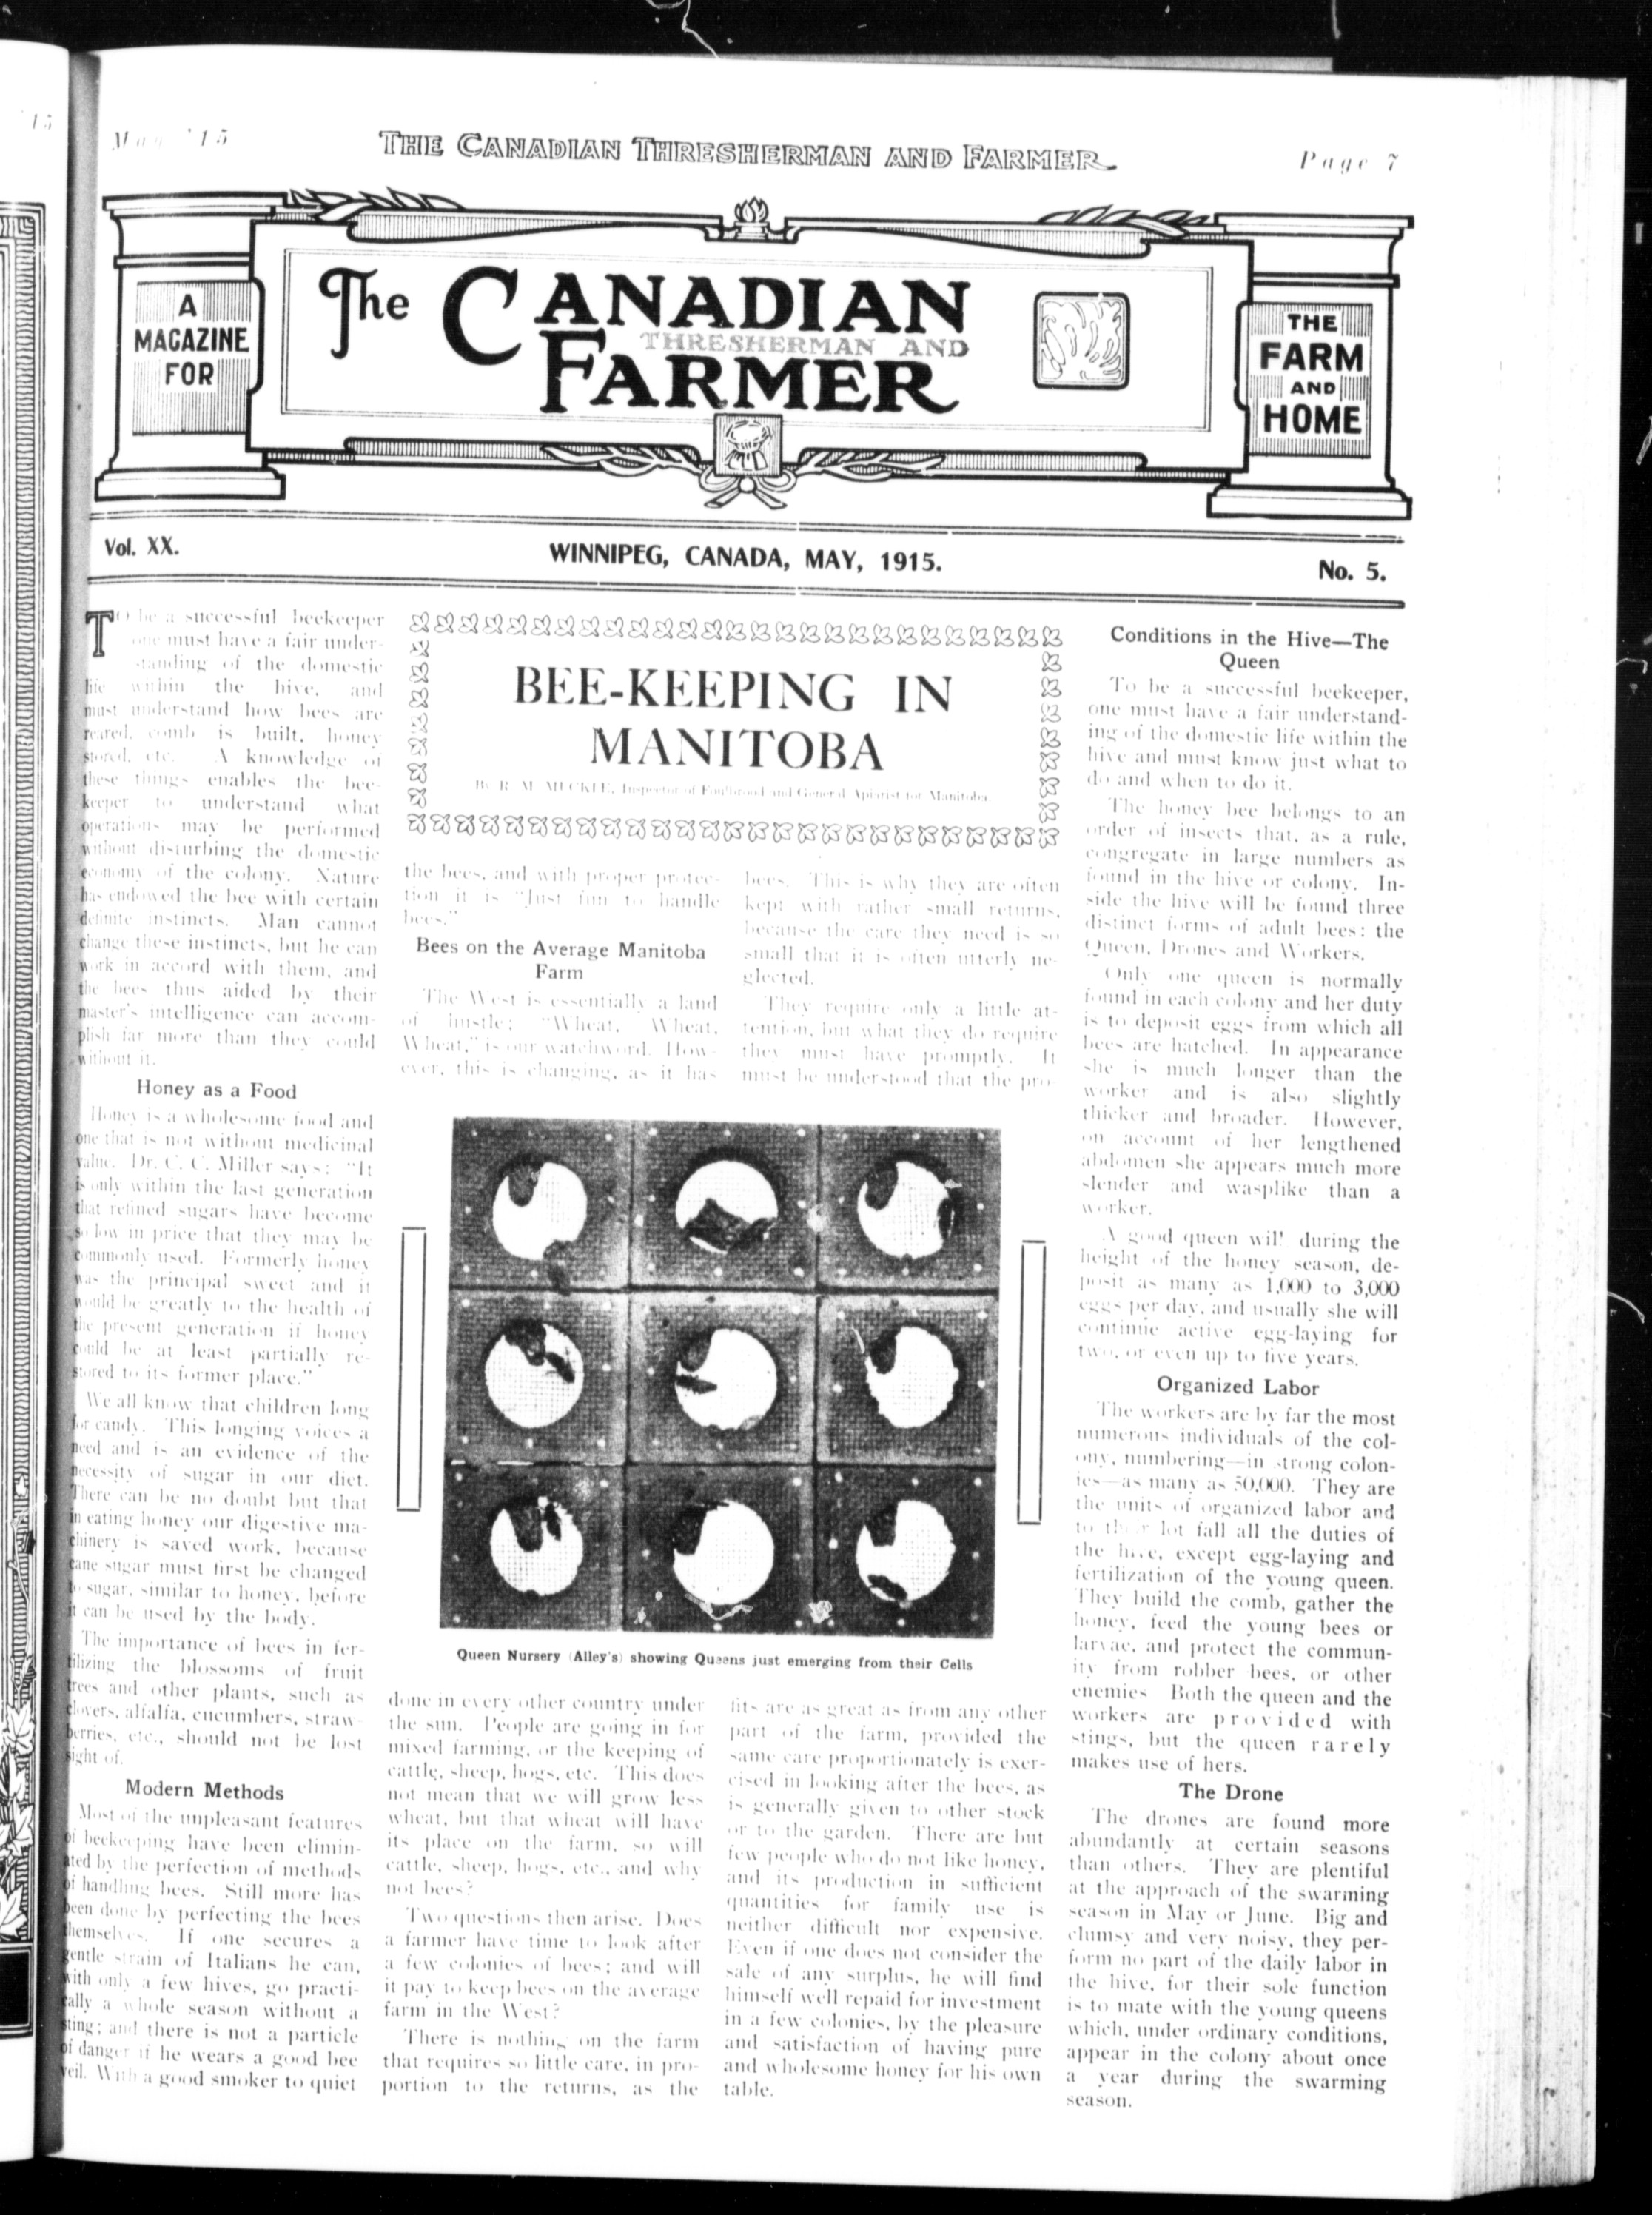 '15
May '15
THE CANADIAN THRESHERMAN AND FARMER
Page 7
A
MAGAZINE
FOR
The CANADIAN
THRESHERMAN AND
FARMER
THE
FARM
AND
HOME
Vol. XX.
WINNIPEG, CANADA, MAY, 1915.
No. 5.
TO be a successful beekeeper
one must have a fair under-
standing of the domestic
life within the hive, and
must understand how bees are
reared, comb is built, honey
stored, etc. A knowledge of
these things enables the bee-
keeper to understand what
operations may be performed
without disturbing the domestic
economy of the colony. Nature
has endowed the bee with certain
definite instincts. Man cannot
change these instincts, but he can
work in accord with them, and
the bees thus aided by their
master's intelligence can accom-
plish far more than they could
without it.
Honey as a Food
Honey is a wholesome food and
one that is not without medicinal
value. Dr. C. C. Miller says: "It
is only within the last generation
that refined sugars have become
so low in price that they may be
commonly used. Formerly honey
was the principal sweet and it
would be greatly to the health of
the present generation if honey
could be at least partially re-
stored to its former place."
We all know that children long
for candy. This longing voices a
need and is an evidence of the
necessity of sugar in our diet.
There can be no doubt but that
in eating honey our digestive ma-
chinery is saved work, because
cane sugar must first be changed
to sugar, similar to honey, before
it can be used by the body.
The importance of bees in fer-
tilizing the blossoms of fruit
trees and other plants, such as
clovers, alfalfa, cucumbers, straw-
berries, etc., should not be lost
sight of.
Modern Methods
Most of the unpleasant features
of beekeeping have been elimin-
ated by the perfection of methods
of handling bees. Still more has
been done by perfecting the bees
themselves. If one secures a
gentle strain of Italians he can,
with only a few hives, go practi-
cally a whole season without a
sting; and there is not a particle
of danger if he wears a good bee
veil. With a good smoker to quiet
BEE-KEEPING IN
MANITOBA
By R. M. MUCKLE, Inspector of Foulbrood and General Apiarist for Manitoba
the bees, and with proper protec-
tion it is "Just fun to handle
bees."
Bees on the Average Manitoba
Farm
The West is essentially a land
of hustle; "Wheat, Wheat,
Wheat," is our watchword. How-
ever, this is changing, as it has
bees. This is why they are often
kept with rather small returns,
because the care they need is so
small that it is often utterly ne-
glected.
They require only a little at-
tention, but what they do require
they must have promptly. It
must be understood that the pro-
Queen Nursery (Alley's) showing Queens just emerging from their Cells
done in every other country under
the sun. People are going in for
mixed farming, or the keeping of
cattle, sheep, hogs, etc. This does
not mean that we will grow less
wheat, but that wheat will have
its place on the farm, so will
cattle, sheep, hogs, etc., and why
not bees?
Two questions then arise. Does
a farmer have time to look after
a few colonies of bees; and will
it pay to keep bees on the average
farm in the West?
There is nothing on the farm
that requires so little care, in pro-
portion to the returns, as the
fits are as great as from any other
part of the farm, provided the
same care proportionately is exer-
cised in looking after the bees, as
is generally given to other stock
or to the garden. There are but
few people who do not like honey,
and its production in sufficient
quantities for family use is
neither difficult nor expensive.
Even if one does not consider the
sale of any surplus, he will find
himself well repaid for investment
in a few colonies, by the pleasure
and satisfaction of having pure
and wholesome honey for his own
table.
Conditions in the Hive—The
Queen
To be a successful beekeeper,
one must have a fair understand-
ing of the domestic life within the
hive and must know just what to
do and when to do it.
The honey bee belongs to an
order of insects that, as a rule,
congregate in large numbers as
found in the hive or colony. In-
side the hive will be found three
distinct forms of adult bees: the
Queen, Drones and Workers.
Only one queen is normally
found in each colony and her duty
is to deposit eggs from which all
bees are hatched. In appearance
she is much longer than the
worker and is also slightly
thicker and broader. However,
on account of her lengthened
abdomen she appears much more
slender and wasplike than a
worker.
A good queen will during the
height of the honey season, de-
posit as many as 1,000 to 3,000
eggs per day, and usually she will
continue active egg-laying for
two, or even up to five years.
Organized Labor
The workers are by far the most
numerous individuals of the col-
ony, numbering—in strong colon-
ies—as many as 50,000. They are
the units of organized labor and
to their lot fall all the duties of
the hive, except egg-laying and
fertilization of the young queen.
They build the comb, gather the
honey, feed the young bees or
larvae, and protect the commun-
ity from robber bees, or other
enemies Both the queen and the
workers are provided with
stings, but the queen rarely
makes use of hers.
The Drone
The drones are found more
abundantly at certain seasons
than others. They are plentiful
at the approach of the swarming
season in May or June. Big and
clumsy and very noisy, they per-
form no part of the daily labor in
the hive, for their sole function
is to mate with the young queens
which, under ordinary conditions,
appear in the colony about once
a year during the swarming
season.